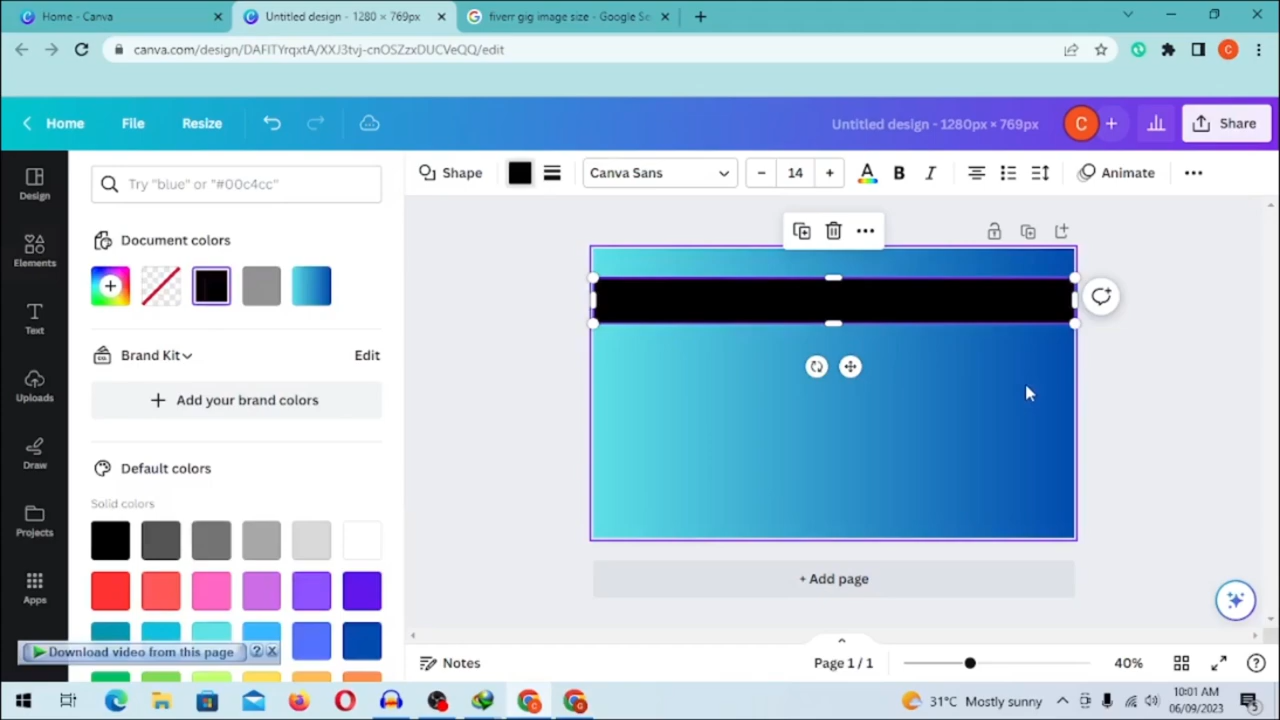 Home - Canva
Untitled design - 1280 × 769px
fiverr gig image size - Google Se
canva.com/design/DAFITYrqxtA/XXJ3tvj-cnOSZzxDUCVeQQ/edit
C
Home
File
Resize
Untitled design - 1280px × 769px
C
Share
Design
Elements
Text
Uploads
Draw
Projects
Apps
Try "blue" or "#00c4cc"
Document colors
Brand Kit
Edit
Add your brand colors
Default colors
Solid colors
Download video from this page
Shape
Canva Sans
14
A
B
I
Animate
+ Add page
Notes
Page 1 / 1
40%
31°C Mostly sunny
10:01 AM
06/09/2023